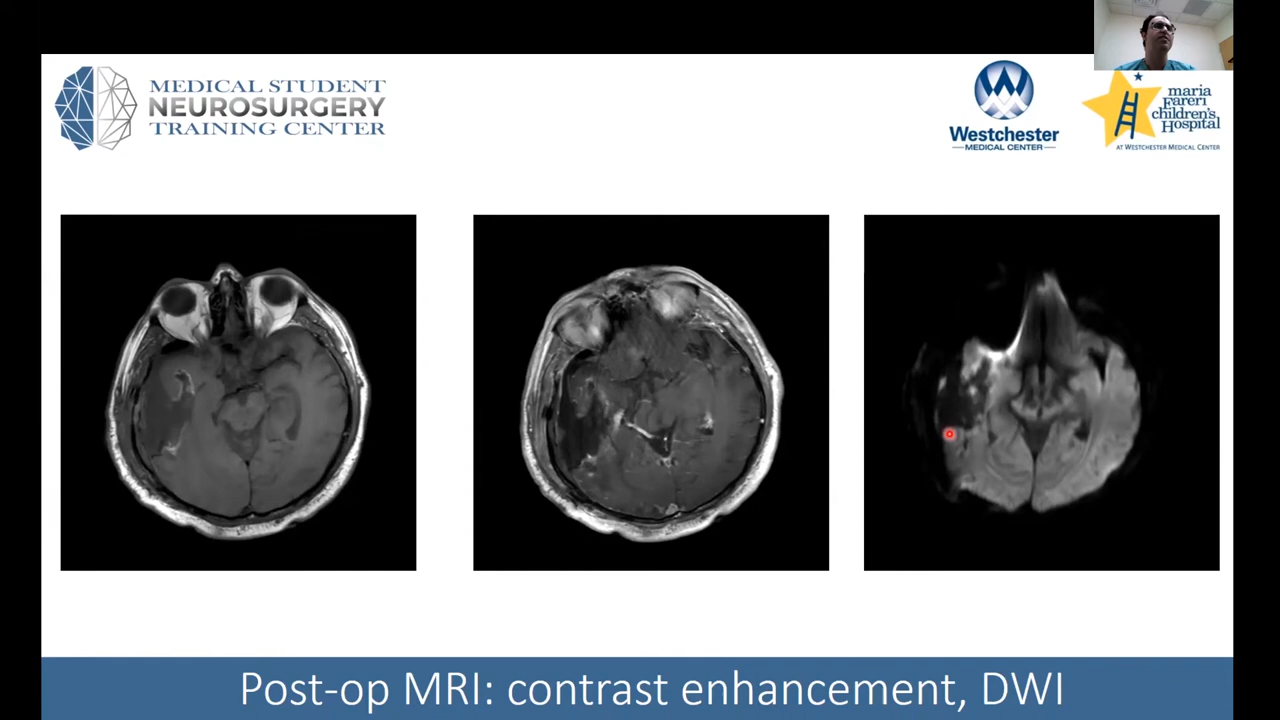 MEDICAL STUDENT
NEUROSURGERY
TRAINING CENTER
Westchester
MEDICAL CENTER
maria
Fareri
children's
Hospital
AT WESTCHESTER MEDICAL CENTER
Post-op MRI: contrast enhancement, DWI